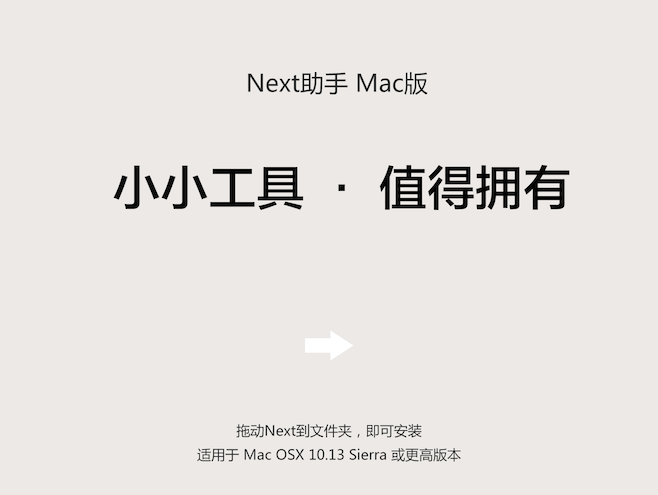 Next助手 Mac版
小小工具 · 值得拥有
拖动Next到文件夹，即可安装
适用于 Mac OSX 10.13 Sierra 或更高版本